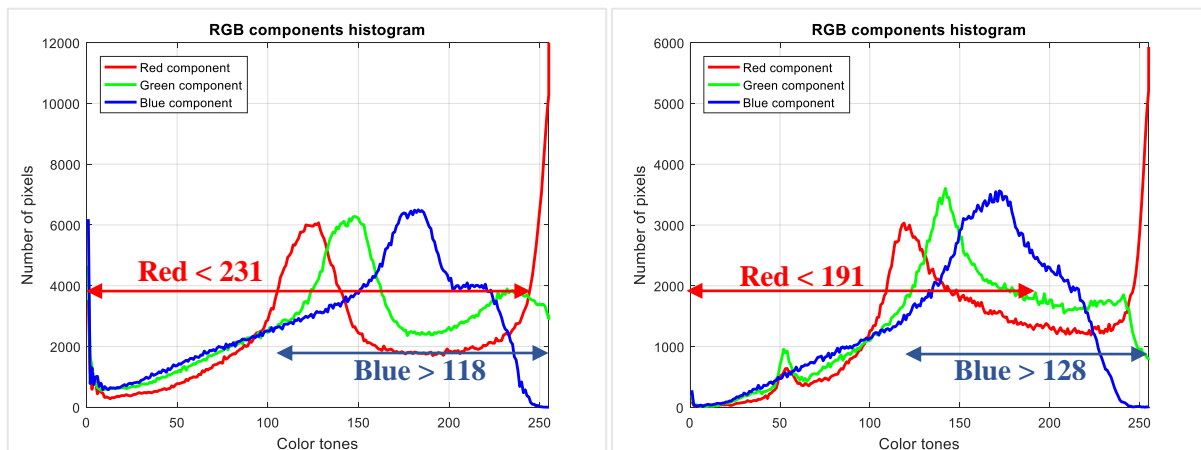 RGB components histogram
12000
10000
8000
6000
4000
2000
0
Number of pixels
Red component
Green component
Blue component
Red < 231
Blue > 118
0 50 100 150 200 250
Color tones
RGB components histogram
6000
5000
4000
3000
2000
1000
0
Number of pixels
Red component
Green component
Blue component
Red < 191
Blue > 128
0 50 100 150 200 250
Color tones